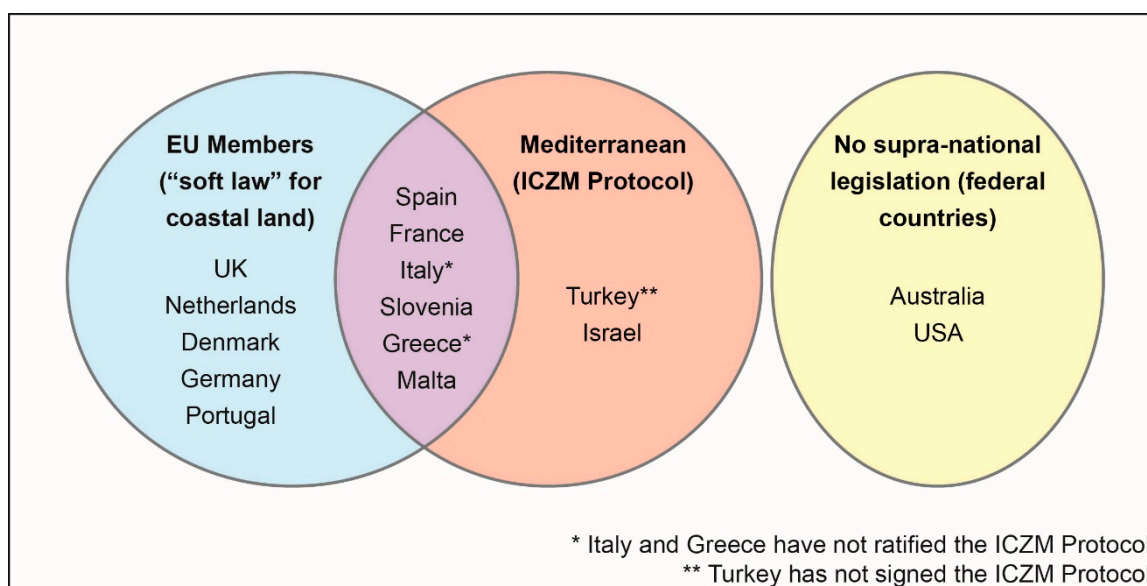 EU Members
(“soft law” for
coastal land)
UK
Netherlands
Denmark
Germany
Portugal
Spain
France
Italy*
Slovenia
Greece*
Malta
Mediterranean
(ICZM Protocol)
Turkey**
Israel
No supra-national
legislation (federal
countries)
Australia
USA
* Italy and Greece have not ratified the ICZM Protoco
** Turkey has not signed the ICZM Protoco